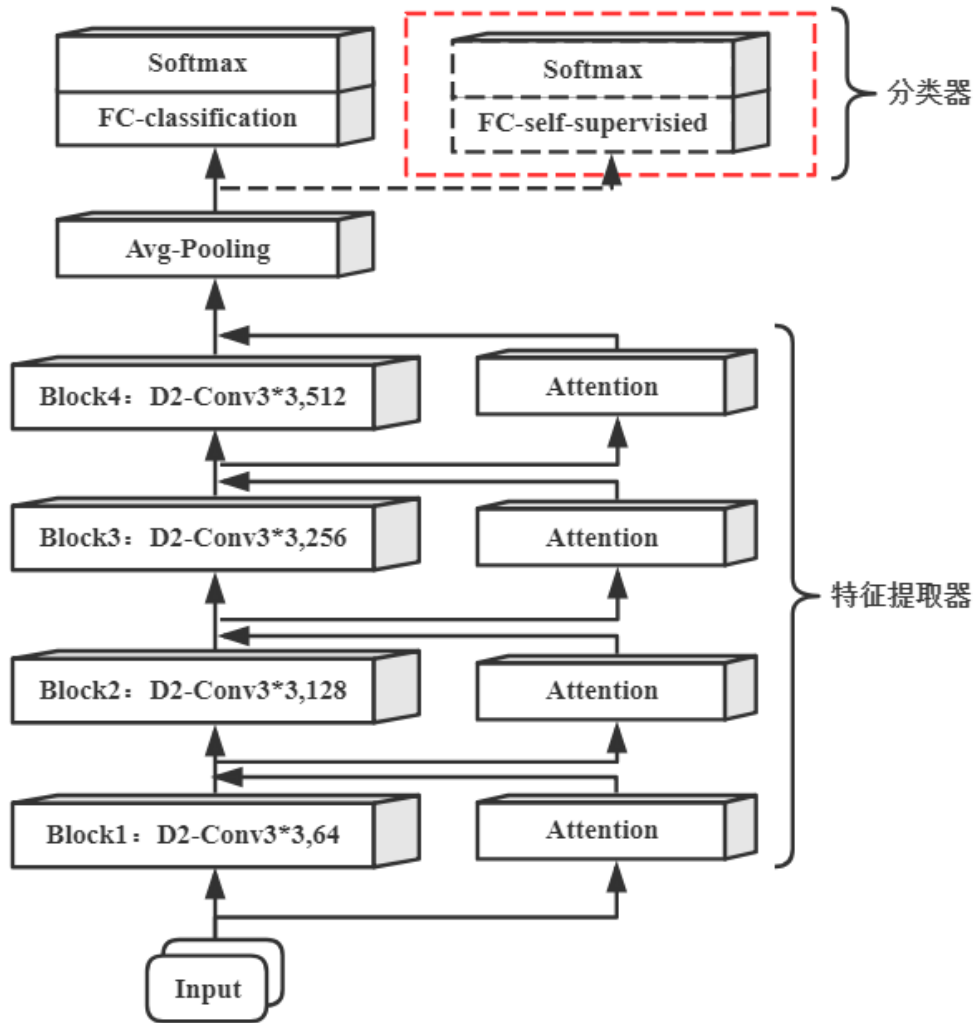 Softmax
FC-classification
Softmax
FC-self-supervisied
分类器
Avg-Pooling
Block4：D2-Conv3*3,512
Attention
Block3：D2-Conv3*3,256
Attention
特征提取器
Block2：D2-Conv3*3,128
Attention
Block1：D2-Conv3*3,64
Attention
Input